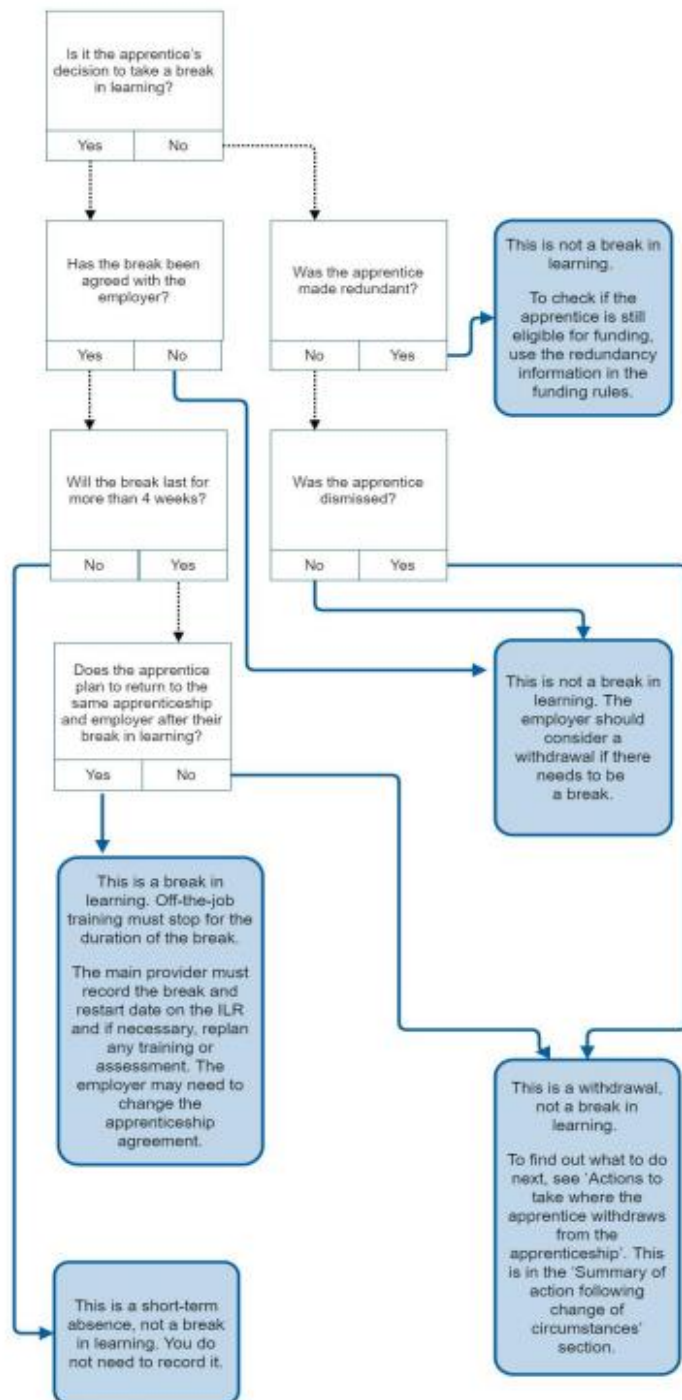 Is it the apprentice's
decision to take a break
in learning?
Yes
No
Has the break been
agreed with the
employer?
Yes
No
Was the apprentice
made redundant?
No
Yes
This is not a break in
learning.
To check if the
apprentice is still
eligible for funding,
use the redundancy
information in the
funding rules.
Will the break last for
more than 4 weeks?
No
Yes
Was the apprentice
dismissed?
No
Yes
Does the apprentice
plan to return to the
same apprenticeship
and employer after their
break in learning?
Yes
No
This is not a break in
learning. The
employer should
consider a
withdrawal if there
needs to be
a break.
This is a break in
learning. Off-the-job
training must stop for the
duration of the break.
The main provider must
record the break and
restart date on the ILR
and if necessary, replan
any training or
assessment. The
employer may need to
change the
apprenticeship
agreement.
This is a withdrawal,
not a break in
learning.
To find out what to do
next, see 'Actions to
take where the
apprentice withdraws
from the
apprenticeship'. This
is in the 'Summary of
action following
change of
circumstances'
section.
This is a short-term
absence, not a break
in learning. You do
not need to record it.